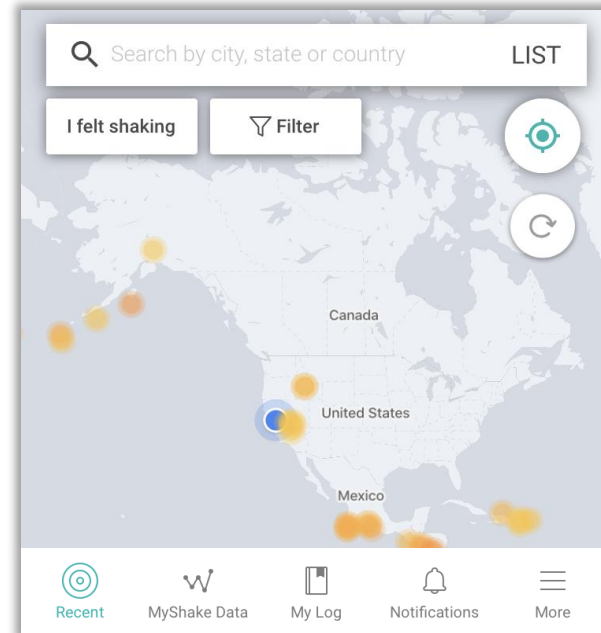 Search by city, state or country LIST
I felt shaking Filter
Canada
United States
Mexico
Recent MyShake Data My Log Notifications More